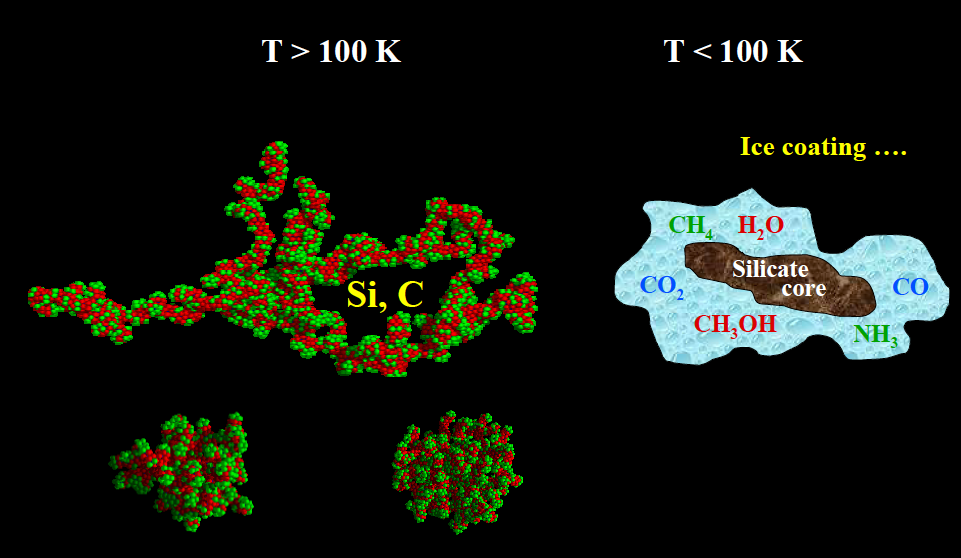 T > 100 K
T < 100 K
Ice coating ....
CH₄ H₂O
Silicate
core
Si, C
CO₂
CO
CH₃OH
NH₃